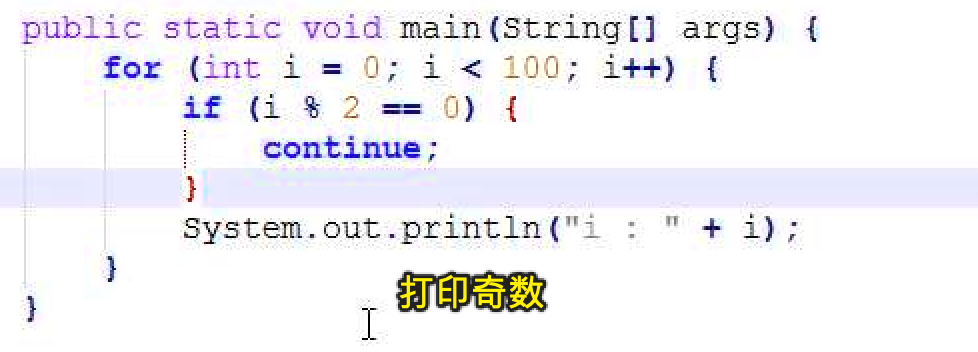 public static void main(String[] args) {
for (int i = 0; i < 100; i++) {
if (i % 2 == 0) {
continue;
}
System.out.println("i : " + i);
}
打印奇数
}